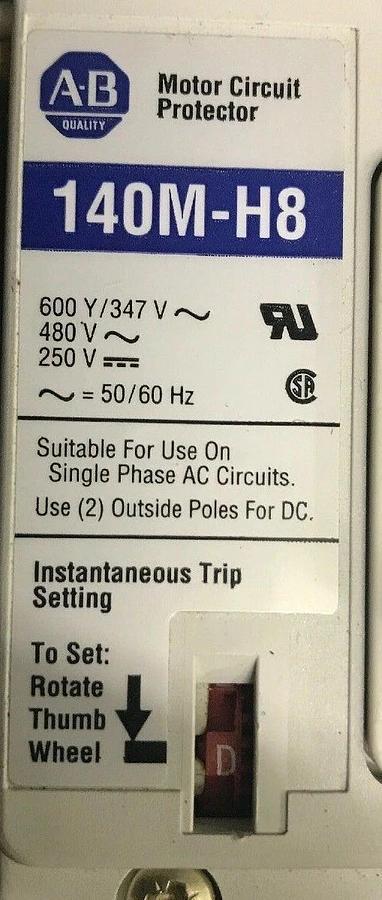 A-B
QUALITY
Motor Circuit
Protector
140M-H8
600 Y/347 V ~
480 V ~
250 V ⎓
~ = 50/60 Hz
Suitable For Use On
Single Phase AC Circuits.
Use (2) Outside Poles For DC.
Instantaneous Trip
Setting
To Set:
Rotate
Thumb
Wheel
D